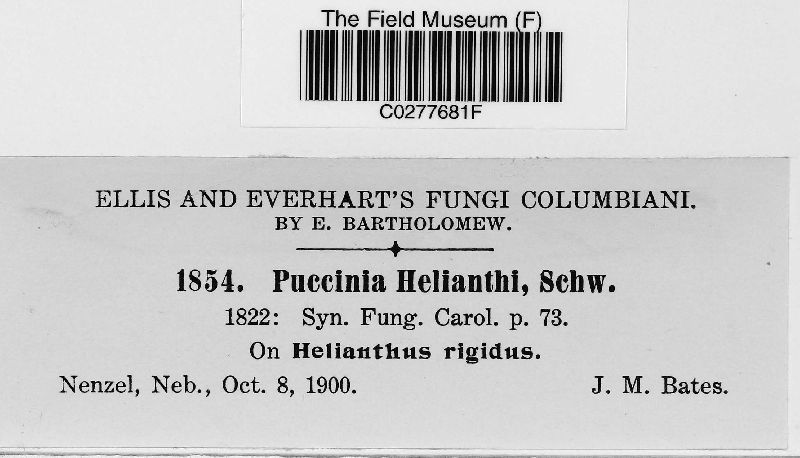 The Field Museum (F)
C0277681F
ELLIS AND EVERHART'S FUNGI COLUMBIANI.
BY E. BARTHOLOMEW.
1854. Puccinia Helianthi, Schw.
1822: Syn. Fung. Carol. p. 73.
On Helianthus rigidus.
Nenzel, Neb., Oct. 8, 1900. J. M. Bates.